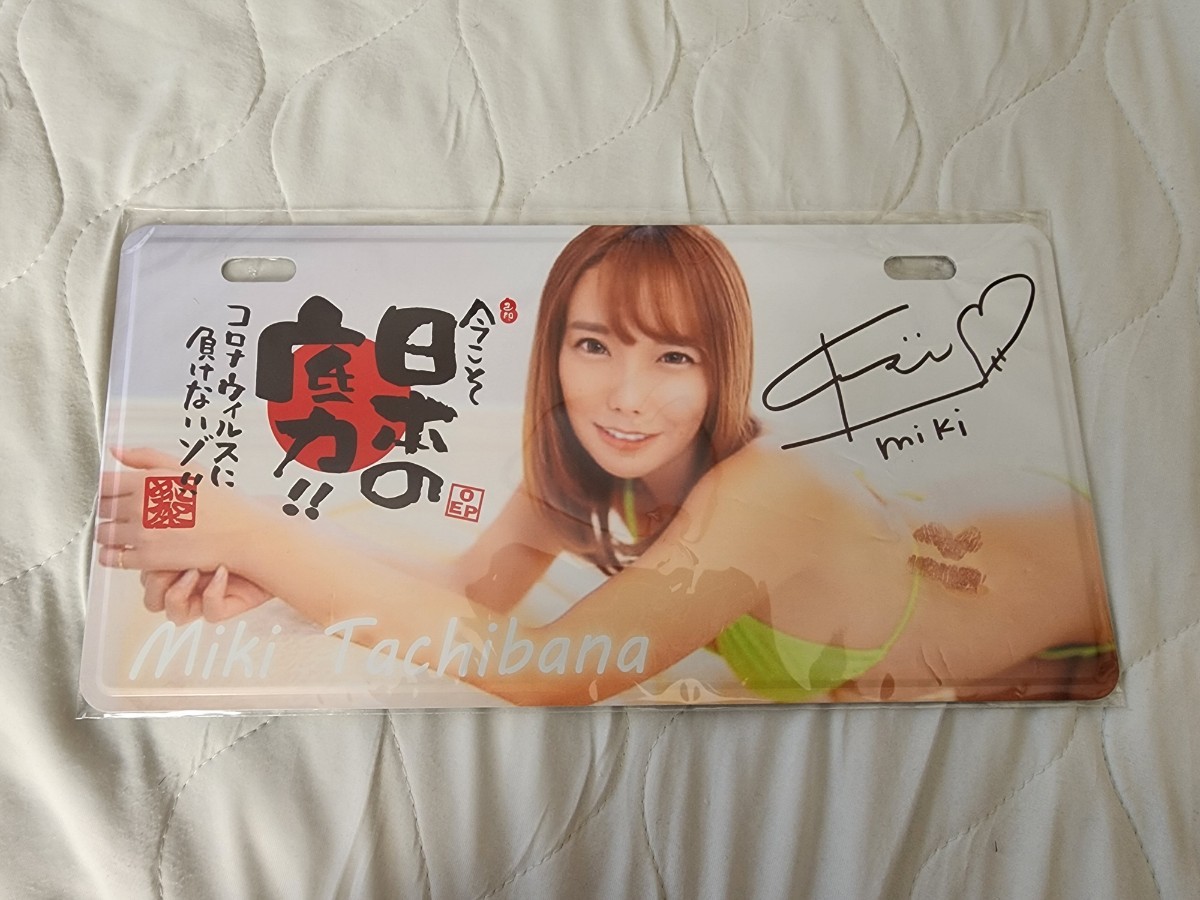 今こそ
日本の
底力!!
コロナウィルスに
負けないゾ!!
O
EP
miki
Miki Tachibana